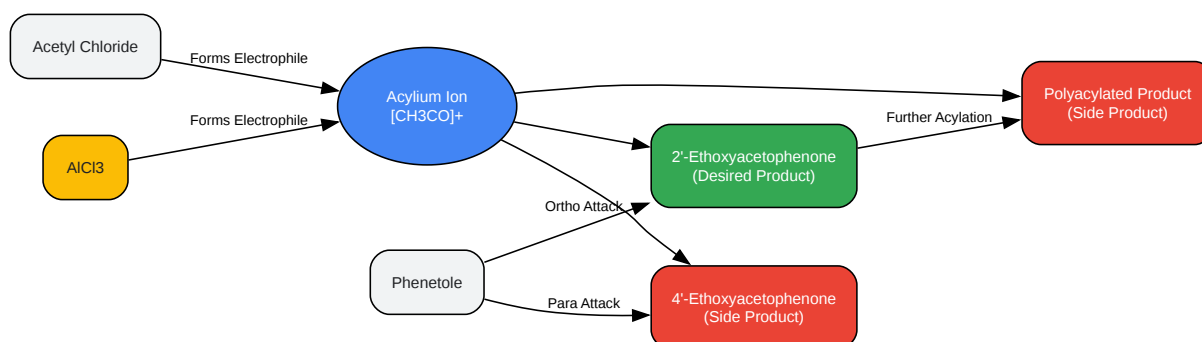 Acetyl Chloride
Forms Electrophile
AlCl3
Forms Electrophile
Acylium Ion
[CH3CO]+
Phenetole
Ortho Attack
Para Attack
2'-Ethoxyacetophenone
(Desired Product)
4'-Ethoxyacetophenone
(Side Product)
Further Acylation
Polyacylated Product
(Side Product)